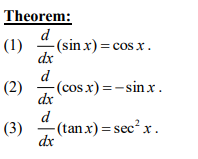 Theorem:
(1) d/dx (sin x) = cos x.
(2) d/dx (cos x) = −sin x.
(3) d/dx (tan x) = sec² x.